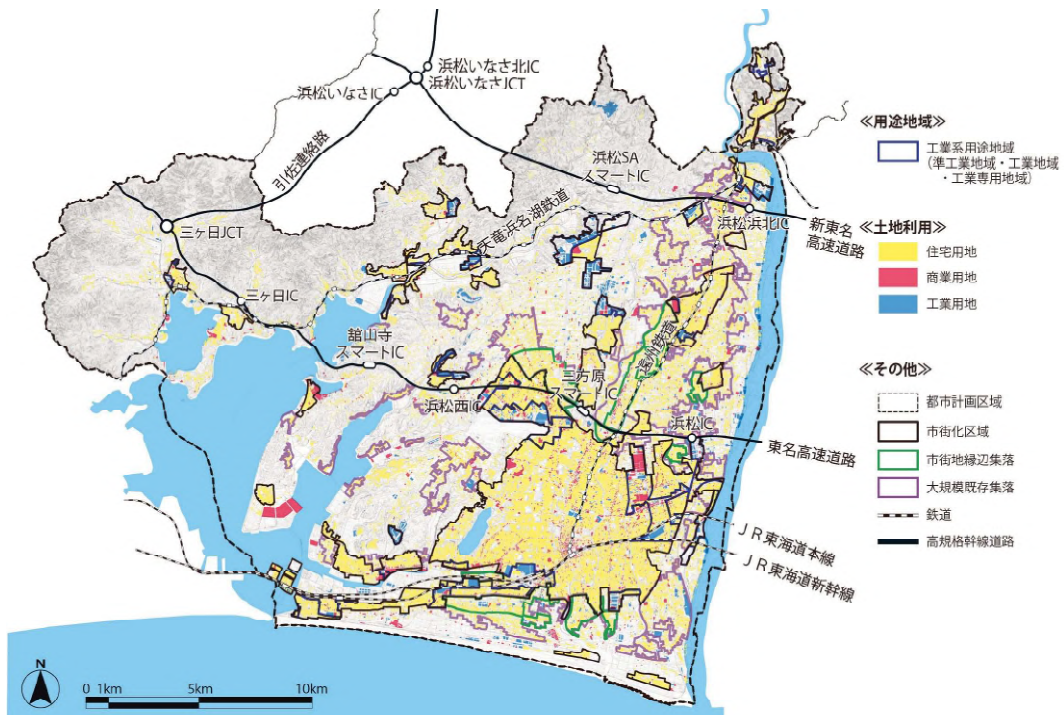 浜松いなさ北IC
浜松いなさJCT
浜松いなさIC
引佐連絡路
浜松SA
スマートIC
天竜浜名湖鉄道
浜松浜北IC
新東名
高速道路
三ヶ日JCT
三ヶ日IC
舘山寺
スマートIC
遠州鉄道
三方原
スマートIC
浜松西IC
浜松IC
東名高速道路
JR東海道本線
JR東海道新幹線
≪用途地域≫
工業系用途地域
(準工業地域・工業地域
・工業専用地域)
≪土地利用≫
住宅用地
商業用地
工業用地
≪その他≫
都市計画区域
市街化区域
市街地縁辺集落
大規模既存集落
鉄道
高規格幹線道路
N
0 1km 5km 10km